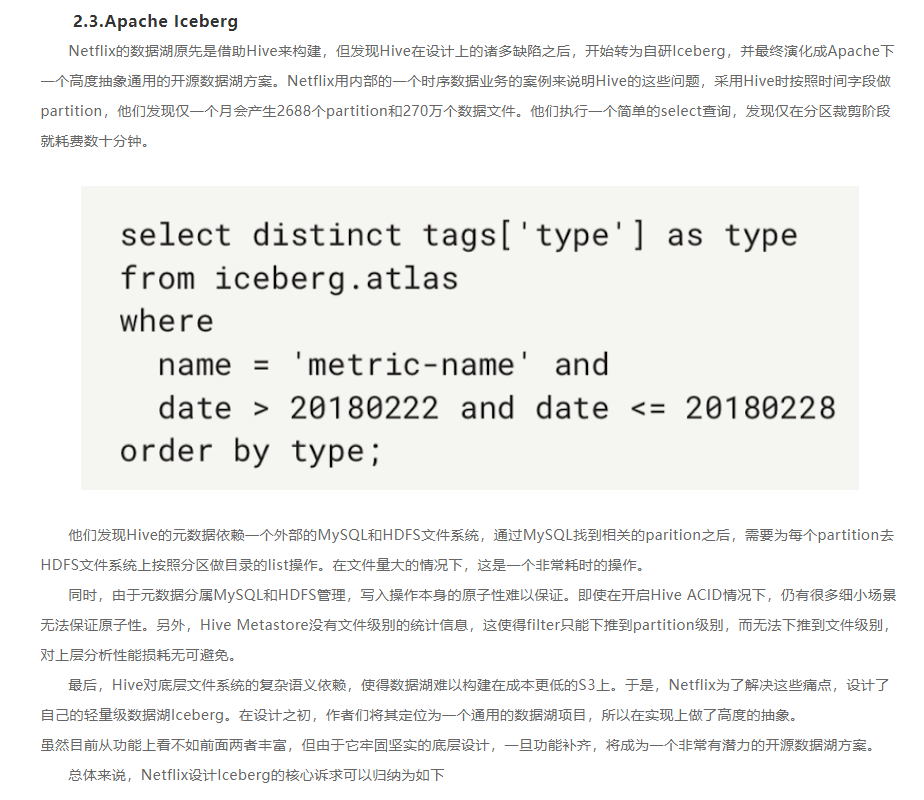 2.3.Apache Iceberg
Netflix的数据湖原先是借助Hive来构建，但发现Hive在设计上的诸多缺陷之后，开始转为自研Iceberg，并最终演化成Apache下
一个高度抽象通用的开源数据湖方案。Netflix用内部的一个时序数据业务的案例来说明Hive的这些问题，采用Hive时按照时间字段做
partition，他们发现仅一个月会产生2688个partition和270万个数据文件。他们执行一个简单的select查询，发现仅在分区裁剪阶段
就耗费数十分钟。
select distinct tags['type'] as type
from iceberg.atlas
where
name = 'metric-name' and
date > 20180222 and date <= 20180228
order by type;
他们发现Hive的元数据依赖一个外部的MySQL和HDFS文件系统，通过MySQL找到相关的parition之后，需要为每个partition去
HDFS文件系统上按照分区做目录的list操作。在文件量大的情况下，这是一个非常耗时的操作。
同时，由于元数据分属MySQL和HDFS管理，写入操作本身的原子性难以保证。即使在开启Hive ACID情况下，仍有很多细小场景
无法保证原子性。另外，Hive Metastore没有文件级别的统计信息，这使得filter只能下推到partition级别，而无法下推到文件级别，
对上层分析性能损耗无可避免。
最后，Hive对底层文件系统的复杂语义依赖，使得数据湖难以构建在成本更低的S3上。于是，Netflix为了解决这些痛点，设计了
自己的轻量级数据湖Iceberg。在设计之初，作者们将其定位为一个通用的数据湖项目，所以在实现上做了高度的抽象。
虽然目前从功能上看不如前面两者丰富，但由于它牢固坚实的底层设计，一旦功能补齐，将成为一个非常有潜力的开源数据湖方案。
总体来说，Netflix设计Iceberg的核心诉求可以归纳为如下